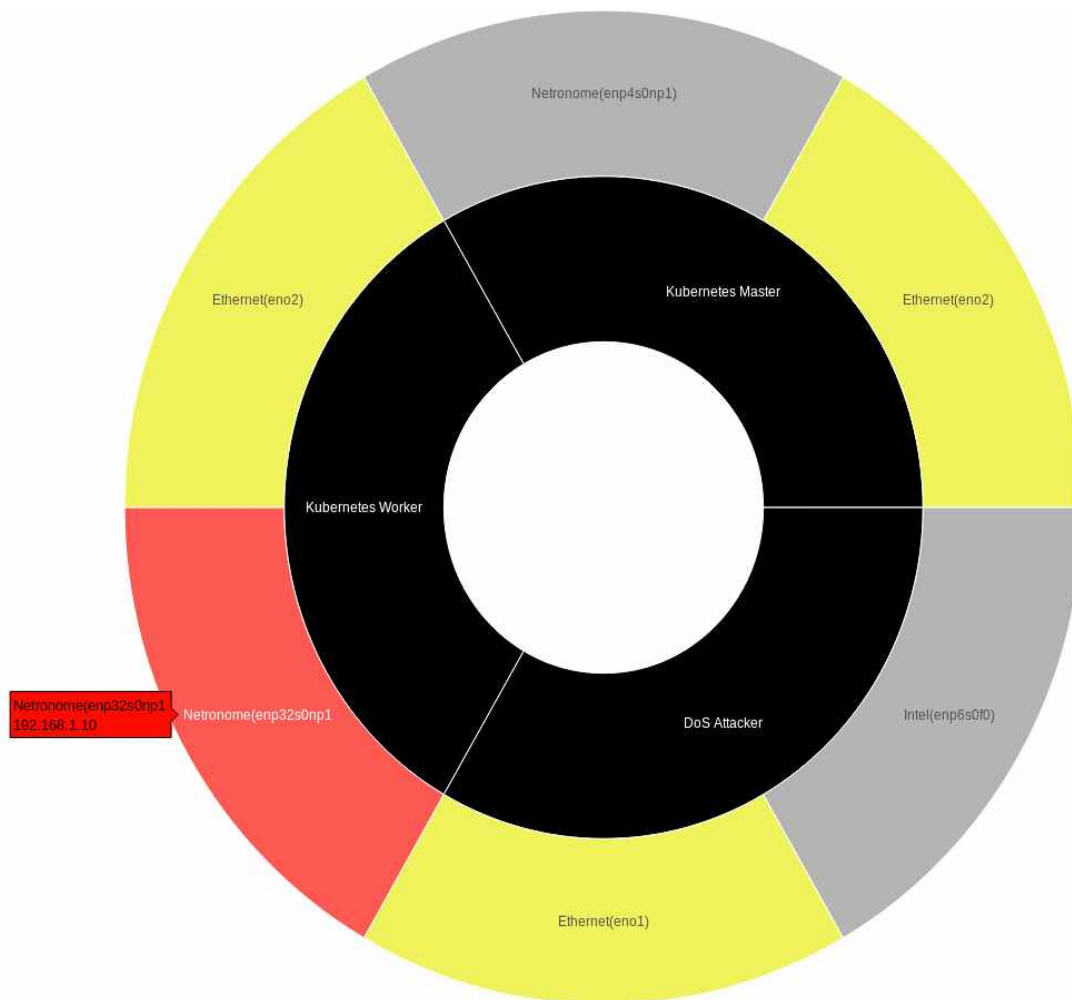 Netronome(enp4s0np1)
Kubernetes Master
Ethernet(eno2)
Ethernet(eno2)
Kubernetes Worker
Netronome(enp32s0np1
192.168.1.10
Netronome(enp32s0np1
DoS Attacker
Intel(enp6s0f0)
Ethernet(eno1)